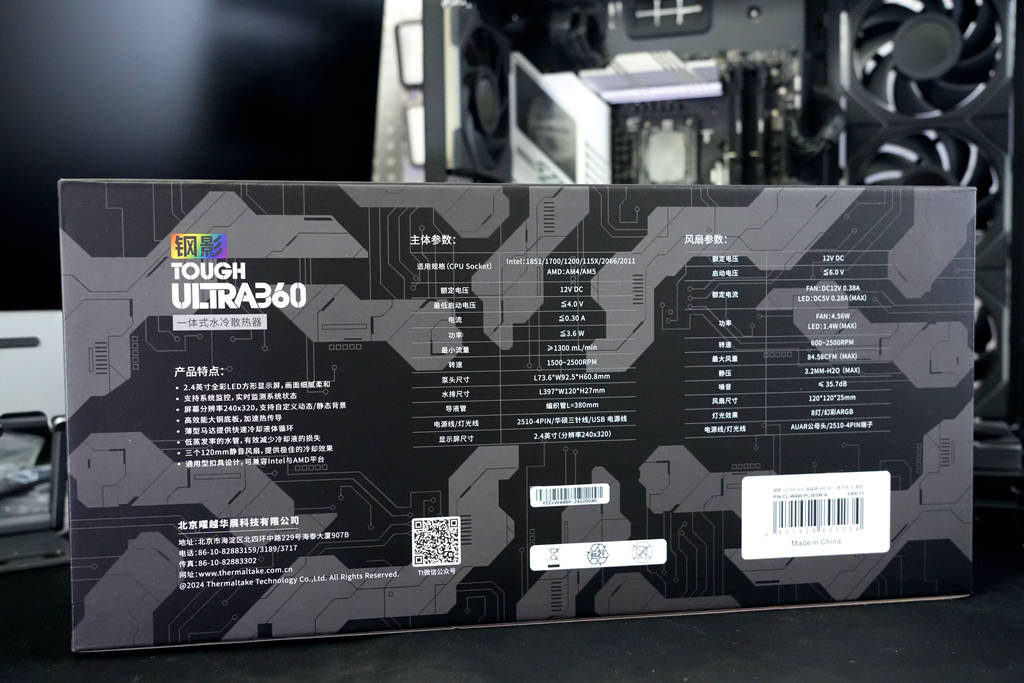 钢影
TOUGH
ULTRA360
一体式水冷散热器
产品特点：
• 2.4英寸全彩LED方形显示屏，画面细腻柔和
• 支持系统监控，实时监测系统状态
• 屏幕分辨率240x320，支持自定义动态/静态背景
• 高效能大铜底板，加速热传导
• 薄型马达提供快速冷却液体循环
• 低蒸发率的水管，有效减少冷却液的损失
• 三个120mm静音风扇，提供极佳的冷却效果
• 通用型扣具设计，可兼容Intel与AMD平台
北京曜越华展科技有限公司
地址：北京市海淀区北四环中路229号海泰大厦907B
电话：86-10-82883159/3189/3717
传真：86-10-82883302
网址：www.thermaltake.com.cn
@2024 Thermaltake Technology Co.,Ltd. All Rights Reserved.
Tt微信公众号
主体参数：
适用规格(CPU Socket) Intel：1851/1700/1200/115X/2066/2011
AMD：AM4/AM5
额定电压 12V DC
最低启动电压 ≦4.0 V
电流 ≦0.30 A
功率 ≦3.6 W
最小流量 ≥1300 mL/min
转速 1500~2500RPM
泵头尺寸 L73.6*W92.5*H60.8mm
水排尺寸 L397*W120*H27mm
导液管 编织管L=380mm
电源线/灯光线 2510-4PIN/华硕三针线/USB 电源线
显示屏尺寸 2.4英寸(分辨率240x320)
风扇参数：
额定电压 12V DC
启动电压 ≦6.0 V
额定电流 FAN：DC12V 0.38A
LED：DC5V 0.28A (MAX)
功率 FAN：4.56W
LED：1.4W (MAX)
转速 600~2500RPM
最大风量 84.58CFM (MAX)
静压 3.2MM-H2O (MAX)
噪音 ≤ 35.7dB
风扇尺寸 120*120*25mm
灯光效果 8灯/幻彩ARGB
电源线/灯光线 AUAR公母头/2510-4PIN端子
P/N:CL-W449-PL36SW-A
EAN-13
Made in China